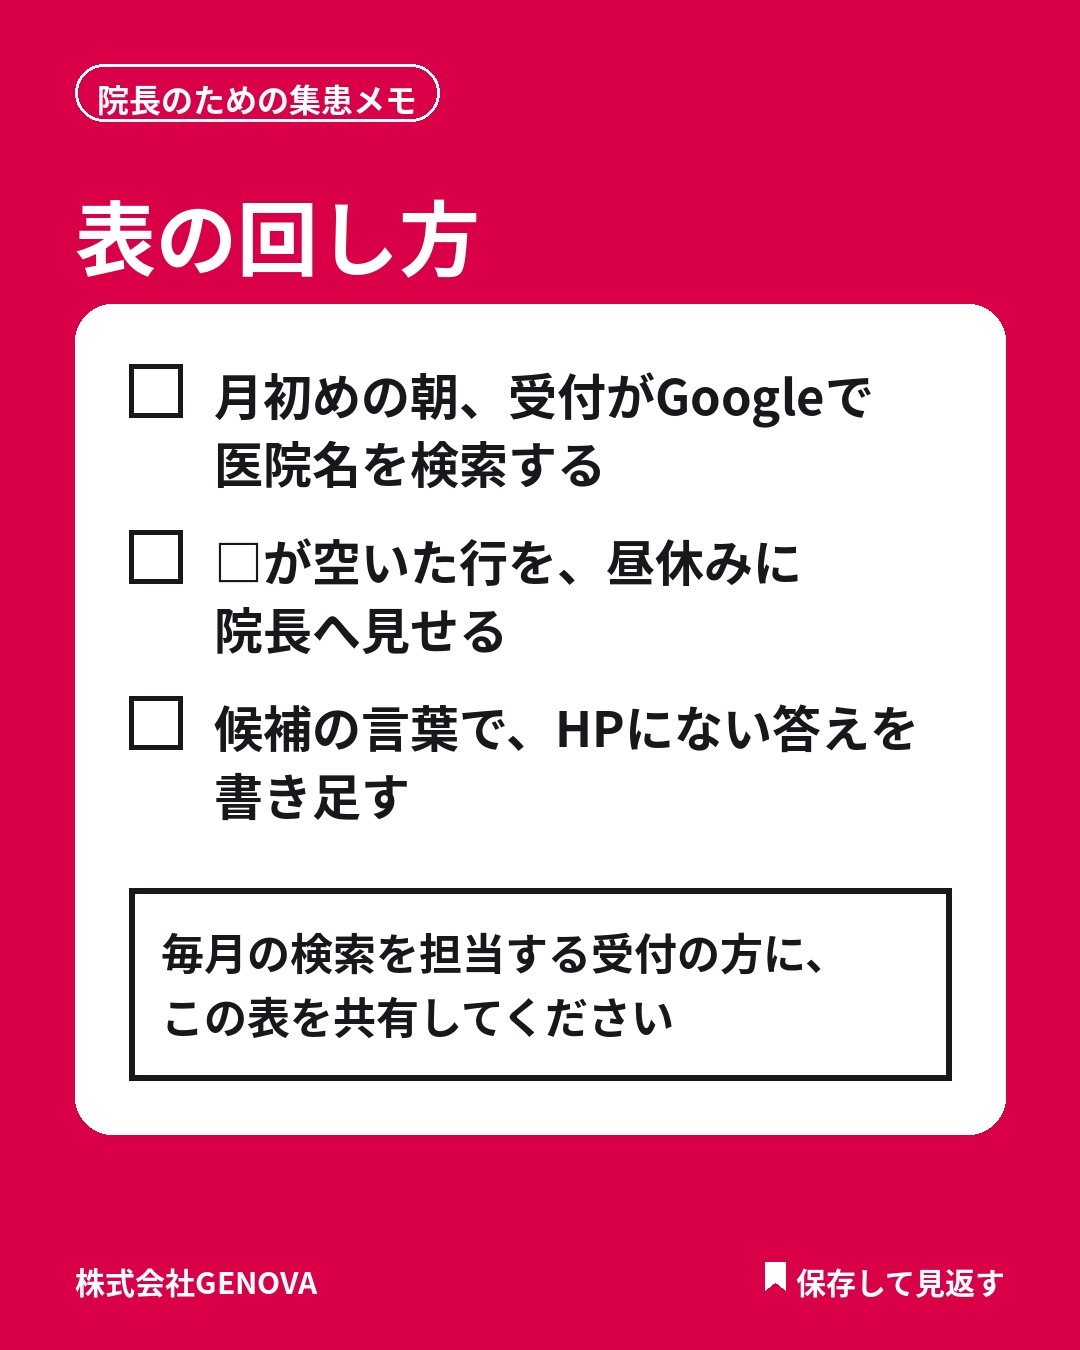 院長のための集患メモ
表の回し方
月初めの朝、受付がGoogleで
医院名を検索する
□が空いた行を、昼休みに
院長へ見せる
候補の言葉で、HPにない答えを
書き足す
毎月の検索を担当する受付の方に、
この表を共有してください
株式会社GENOVA
保存して見返す